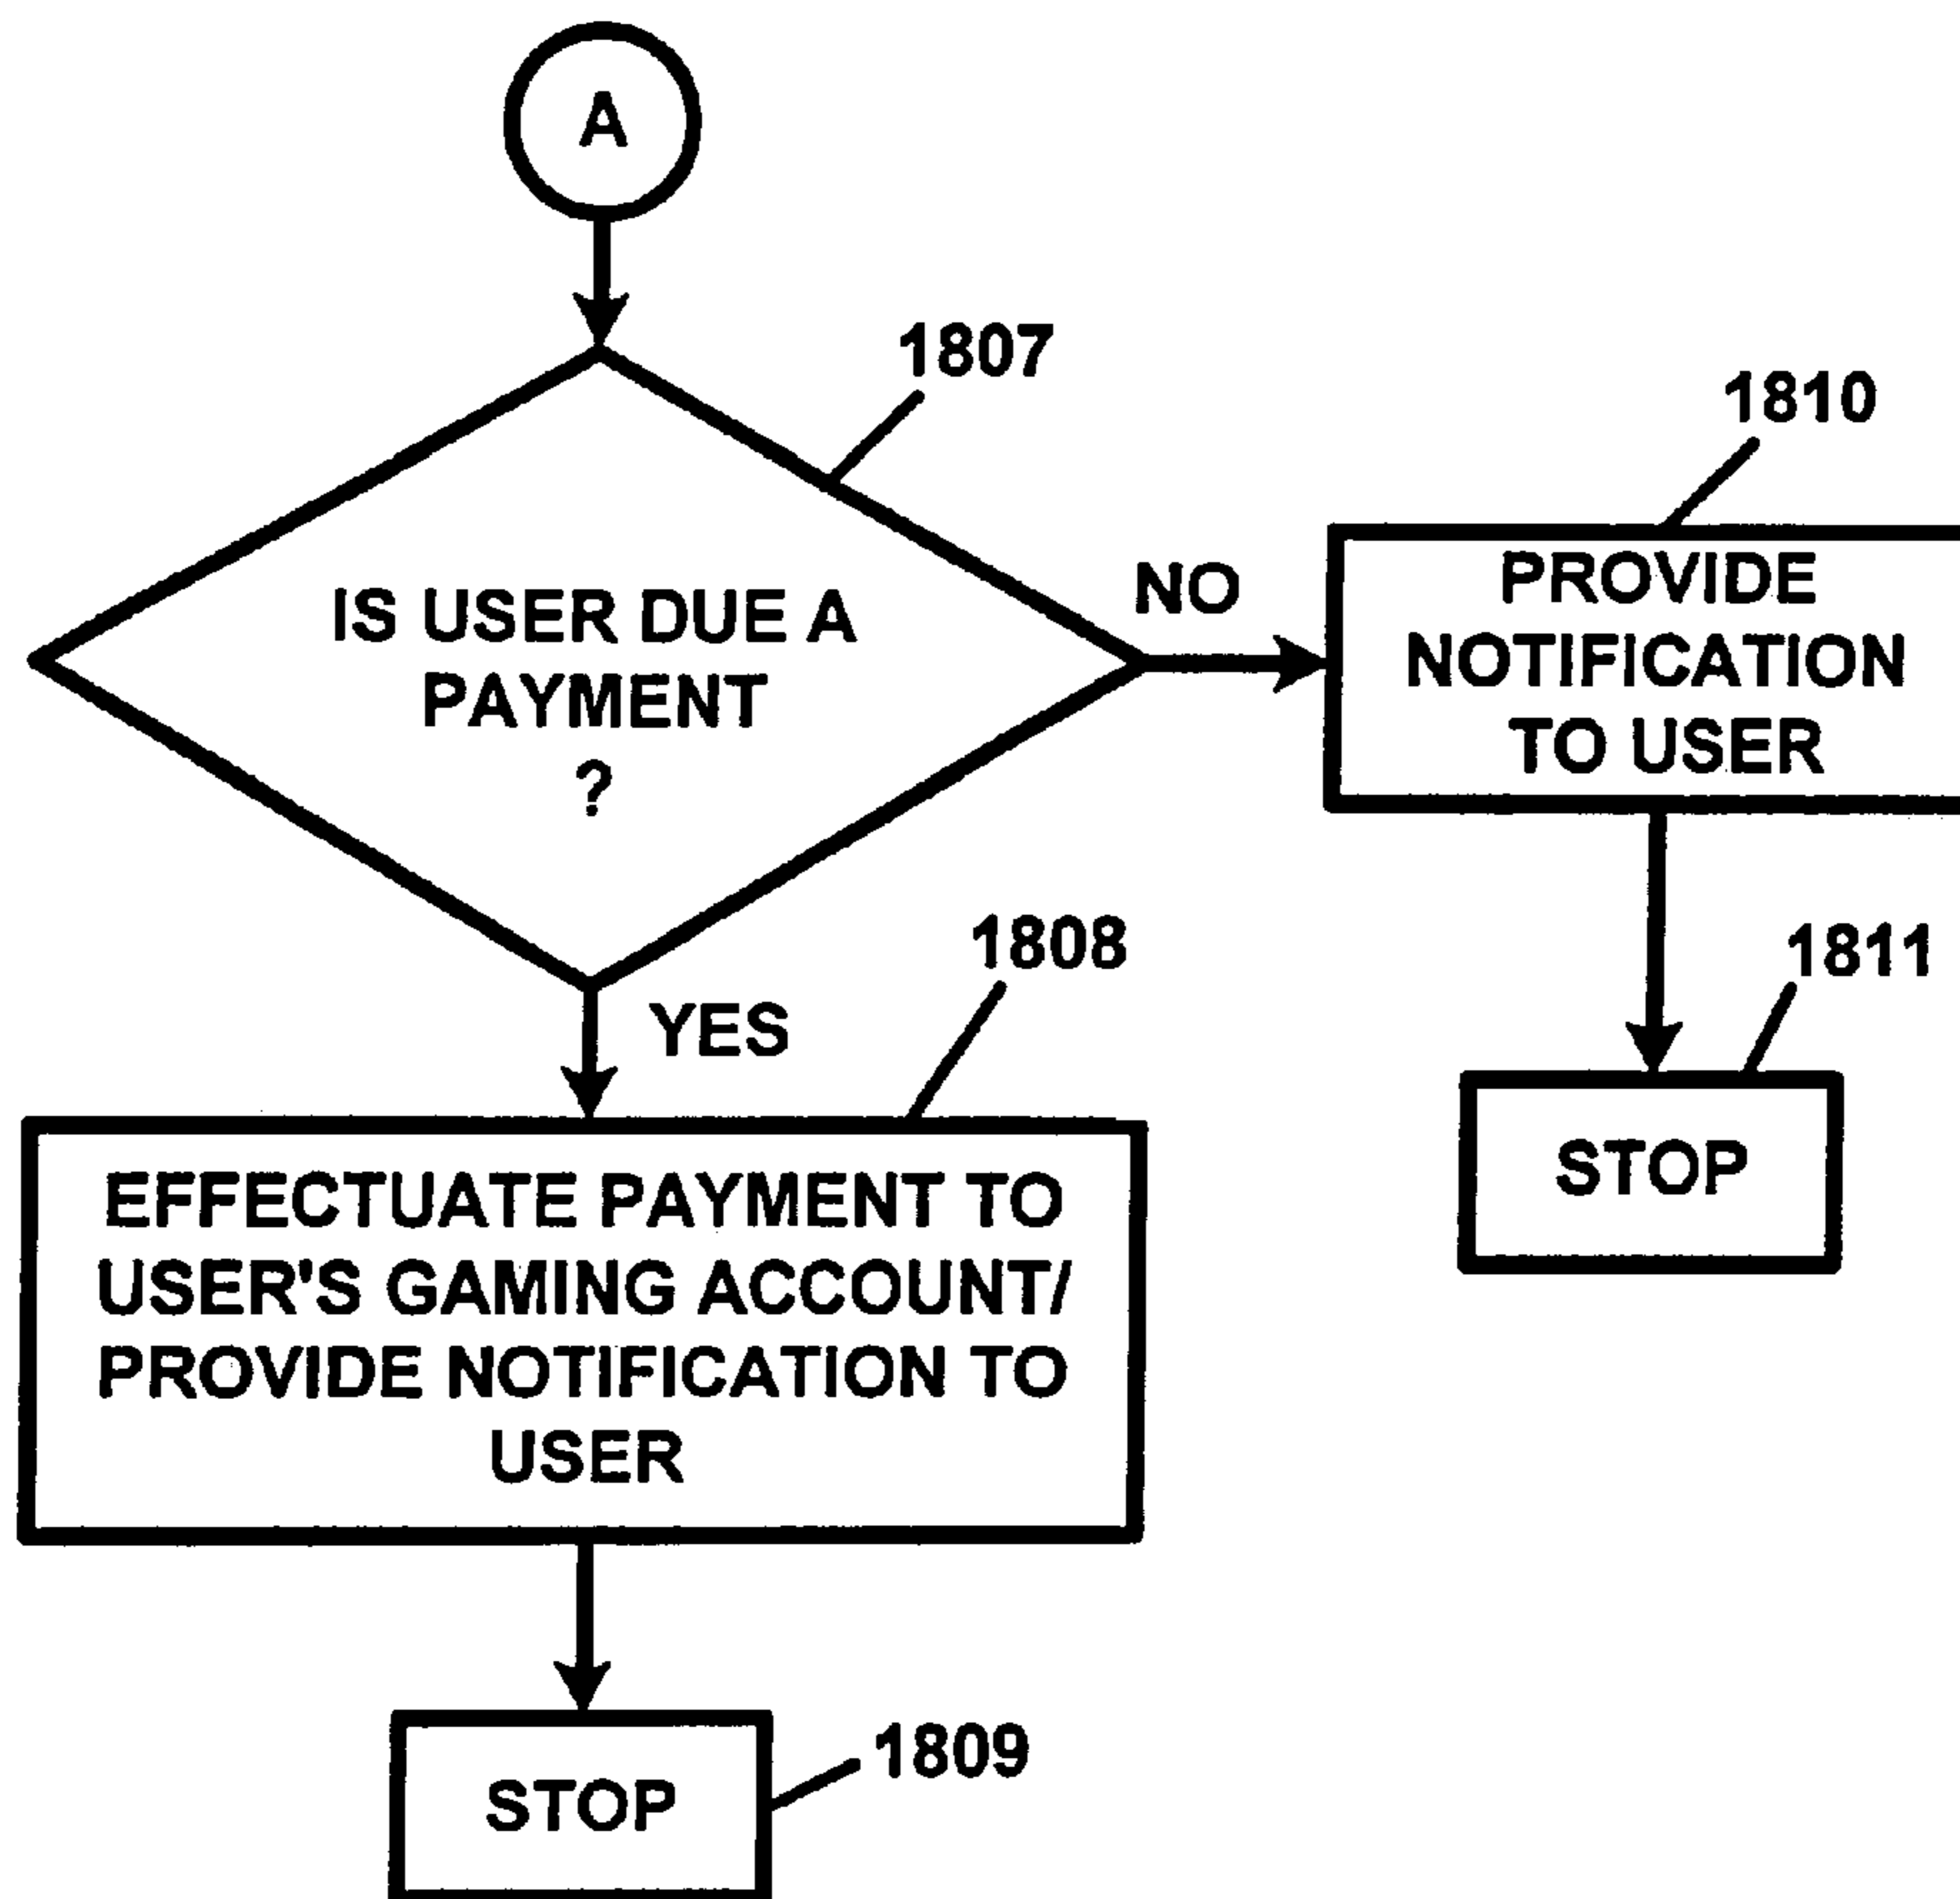 A
1807
1810
IS USER DUE A
PAYMENT
?
NO
PROVIDE
NOTIFICATION
TO USER
1808
1811
YES
STOP
EFFECTUATE PAYMENT TO
USER'S GAMING ACCOUNT/
PROVIDE NOTIFICATION TO
USER
1809
STOP